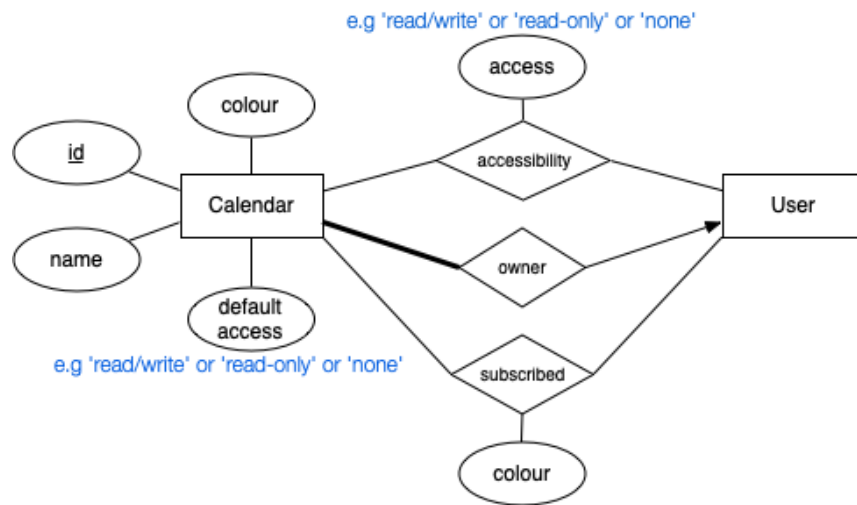 e.g 'read/write' or 'read-only' or 'none'
access
colour
accessibility
id
Calendar
User
name
owner
default
access
e.g 'read/write' or 'read-only' or 'none'
subscribed
colour